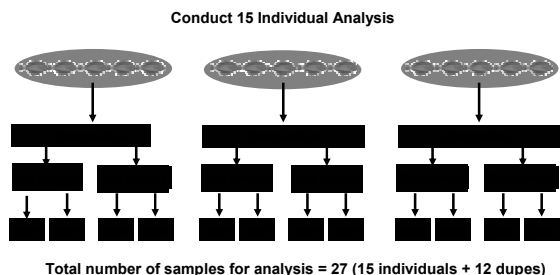 Conduct 15 Individual Analysis
Total number of samples for analysis = 27 (15 individuals + 12 dupes)